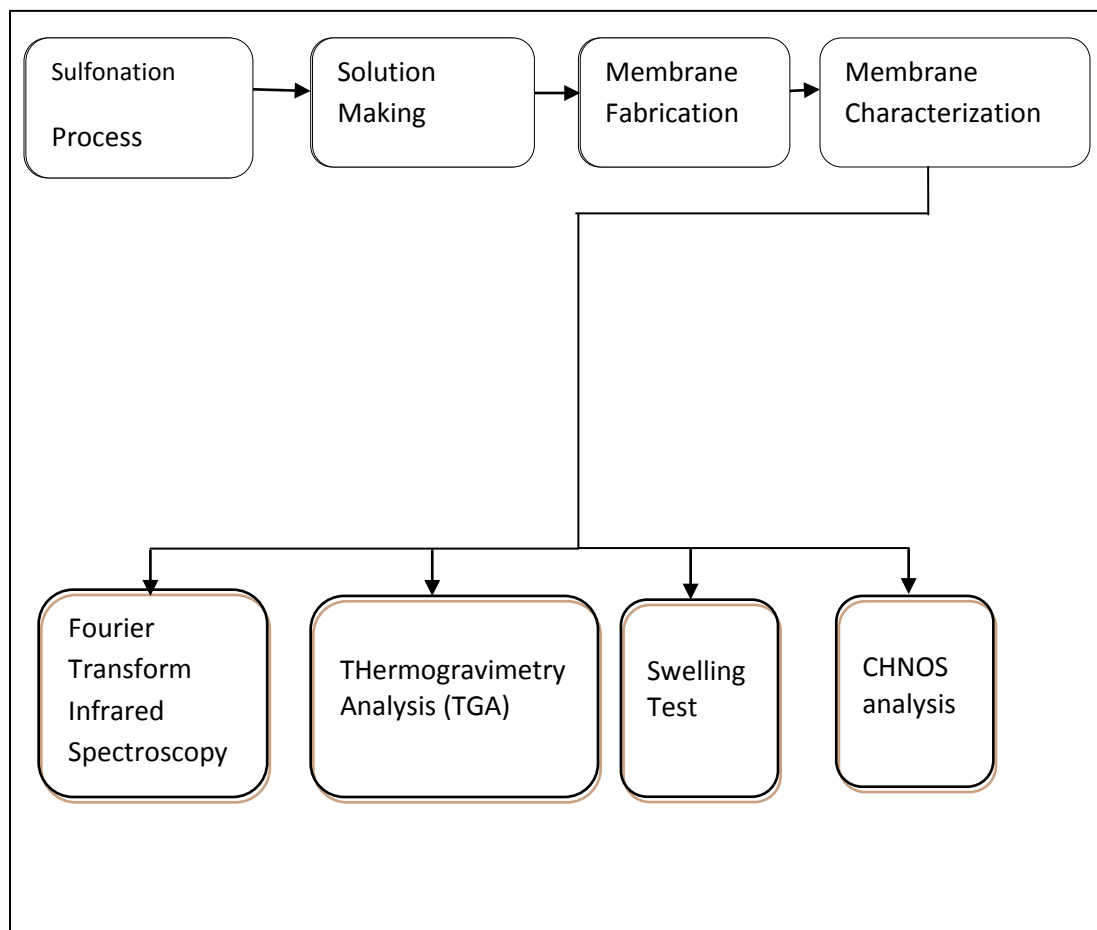 Sulfonation
Process
Solution
Making
Membrane
Fabrication
Membrane
Characterization
Fourier
Transform
Infrared
Spectroscopy
THermogravimetry
Analysis (TGA)
Swelling
Test
CHNOS
analysis